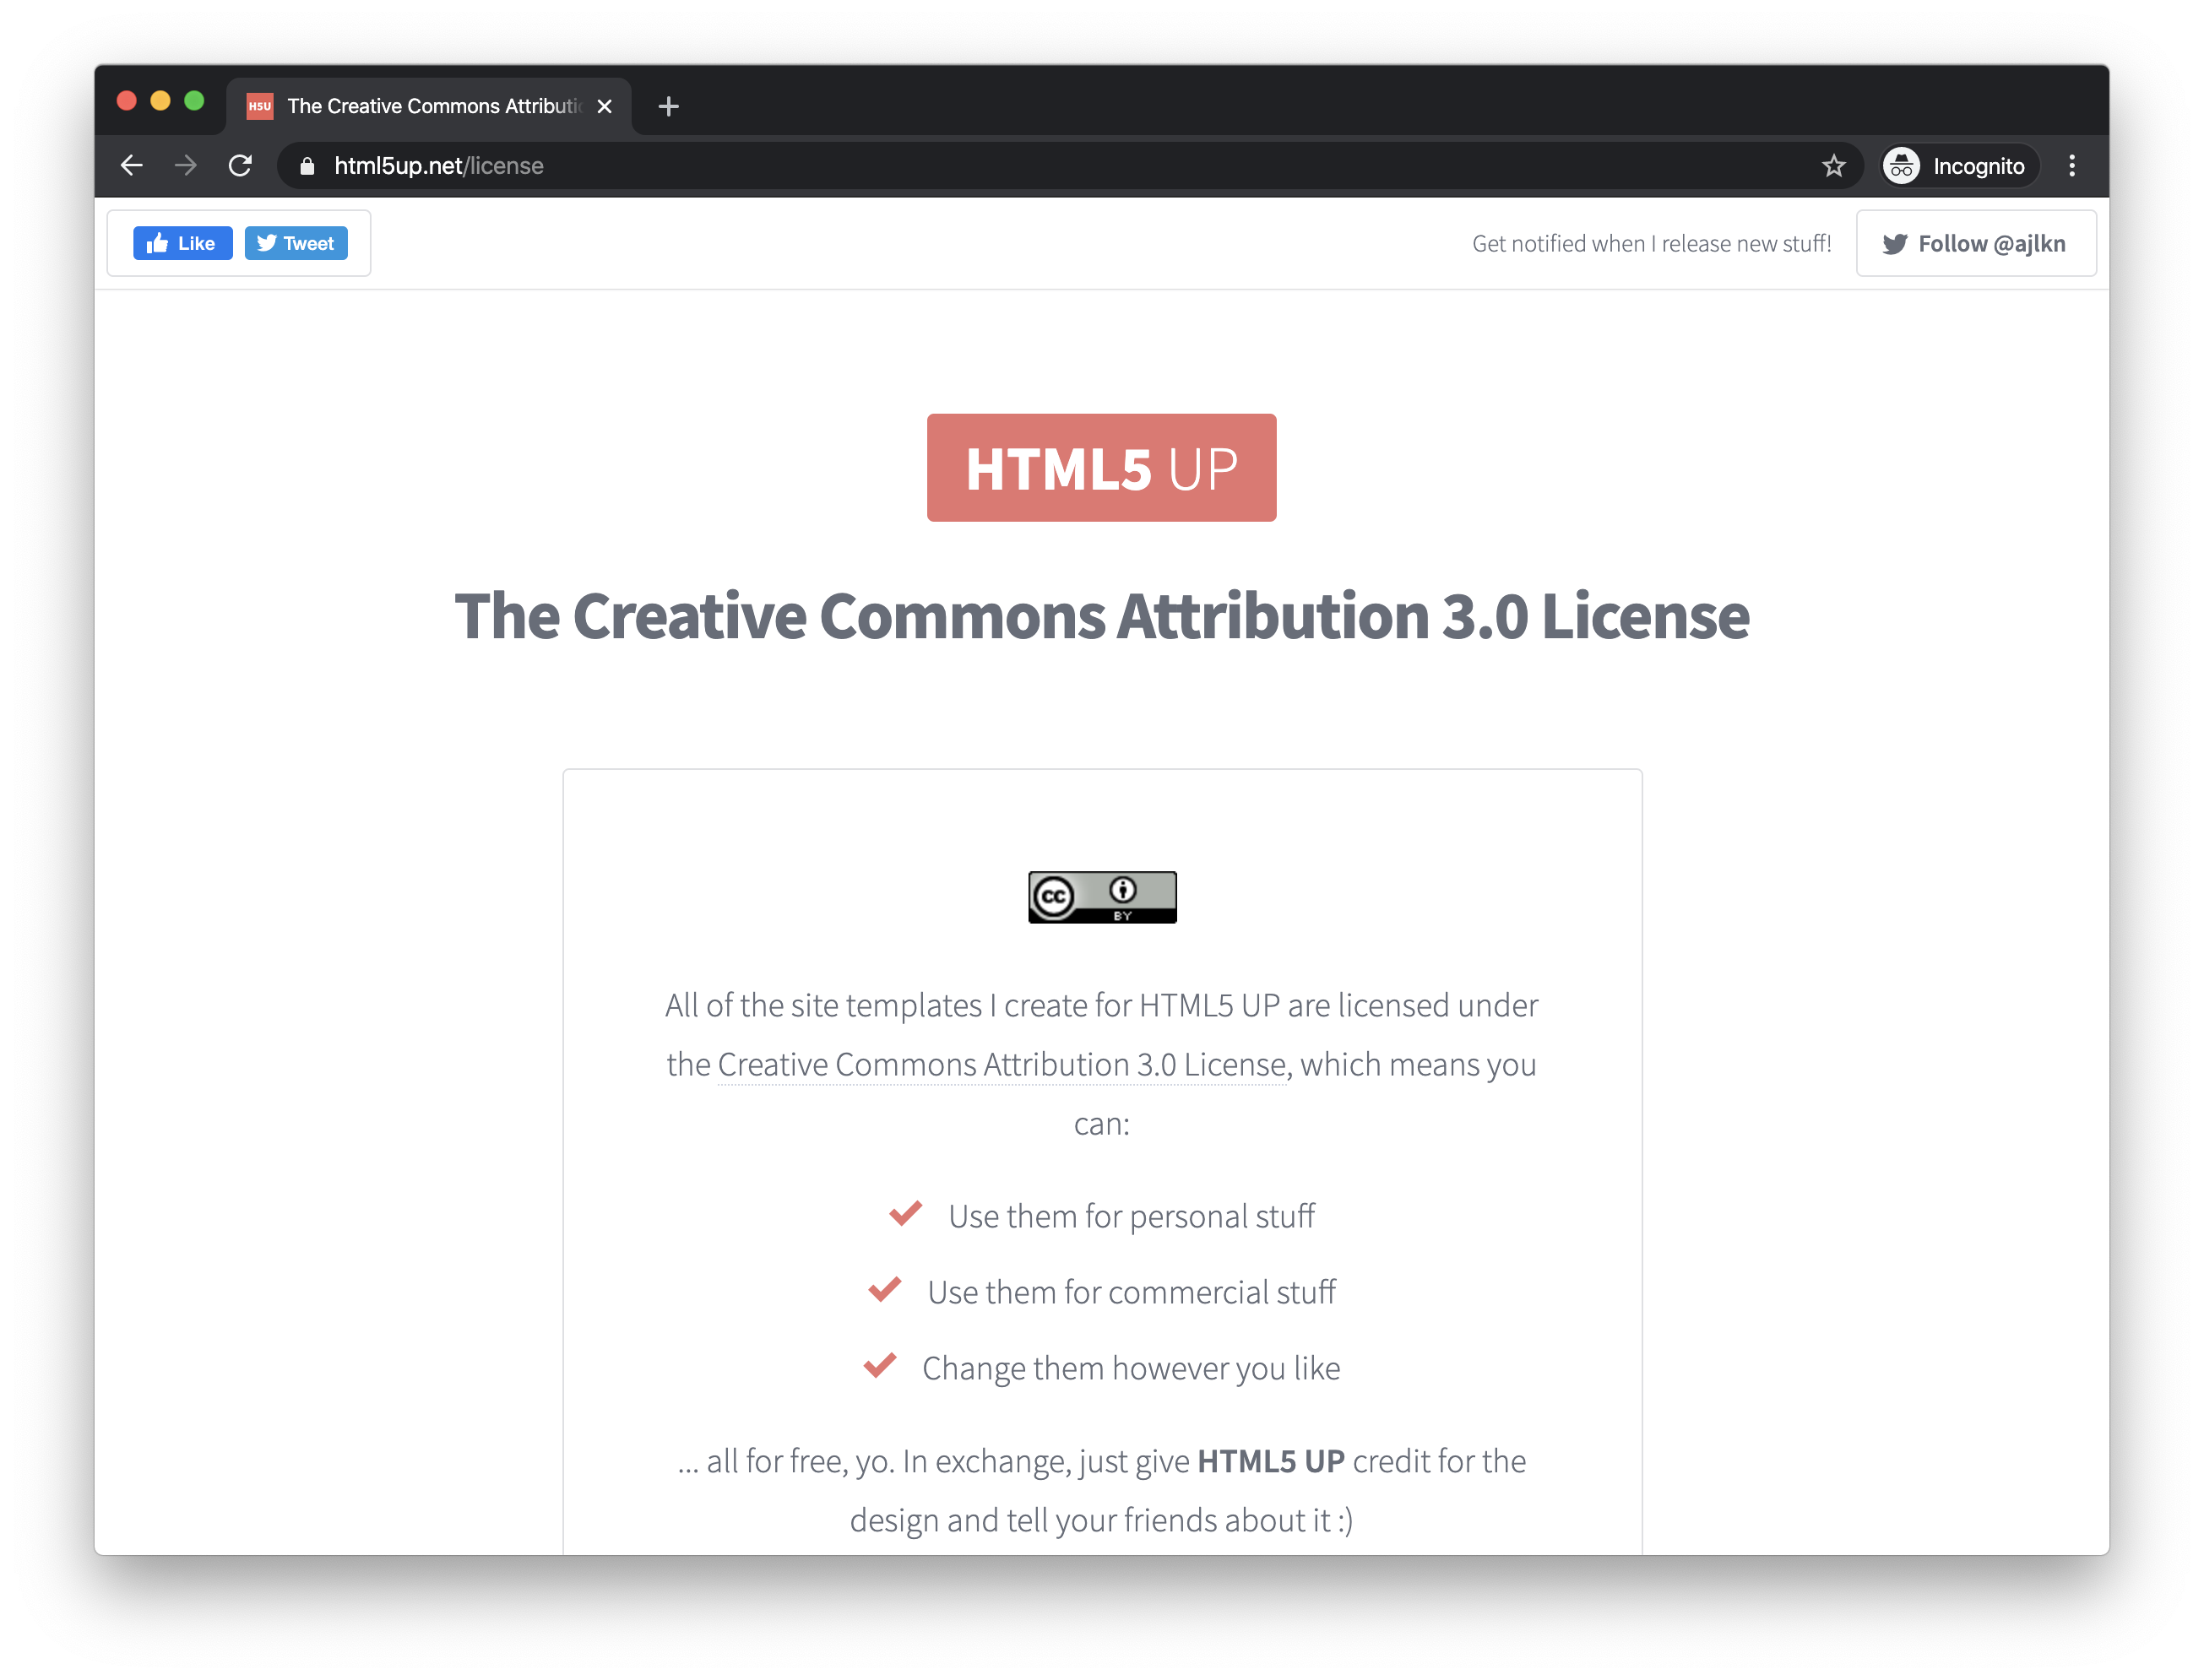 H5U The Creative Commons Attributi
html5up.net/license
Incognito
Like
Tweet
Get notified when I release new stuff!
Follow @ajlkn
HTML5 UP
The Creative Commons Attribution 3.0 License
cc
BY
All of the site templates I create for HTML5 UP are licensed under
the Creative Commons Attribution 3.0 License, which means you
can:
Use them for personal stuff
Use them for commercial stuff
Change them however you like
... all for free, yo. In exchange, just give HTML5 UP credit for the
design and tell your friends about it :)